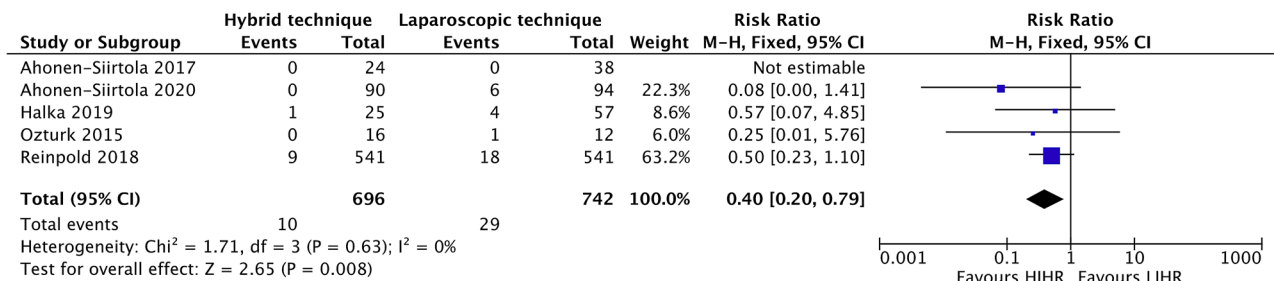 Hybrid technique Laparoscopic technique Risk Ratio Risk Ratio
Study or Subgroup Events Total Events Total Weight M-H, Fixed, 95% CI M-H, Fixed, 95% CI
Ahonen-Siirtola 2017 0 24 0 38 Not estimable
Ahonen-Siirtola 2020 0 90 6 94 22.3% 0.08 [0.00, 1.41]
Halka 2019 1 25 4 57 8.6% 0.57 [0.07, 4.85]
Ozturk 2015 0 16 1 12 6.0% 0.25 [0.01, 5.76]
Reinpold 2018 9 541 18 541 63.2% 0.50 [0.23, 1.10]
Total (95% CI) 696 742 100.0% 0.40 [0.20, 0.79]
Total events 10 29
Heterogeneity: Chi² = 1.71, df = 3 (P = 0.63); I² = 0%
Test for overall effect: Z = 2.65 (P = 0.008)
0.001 0.1 1 10 1000
Favours HIHR Favours LIHR